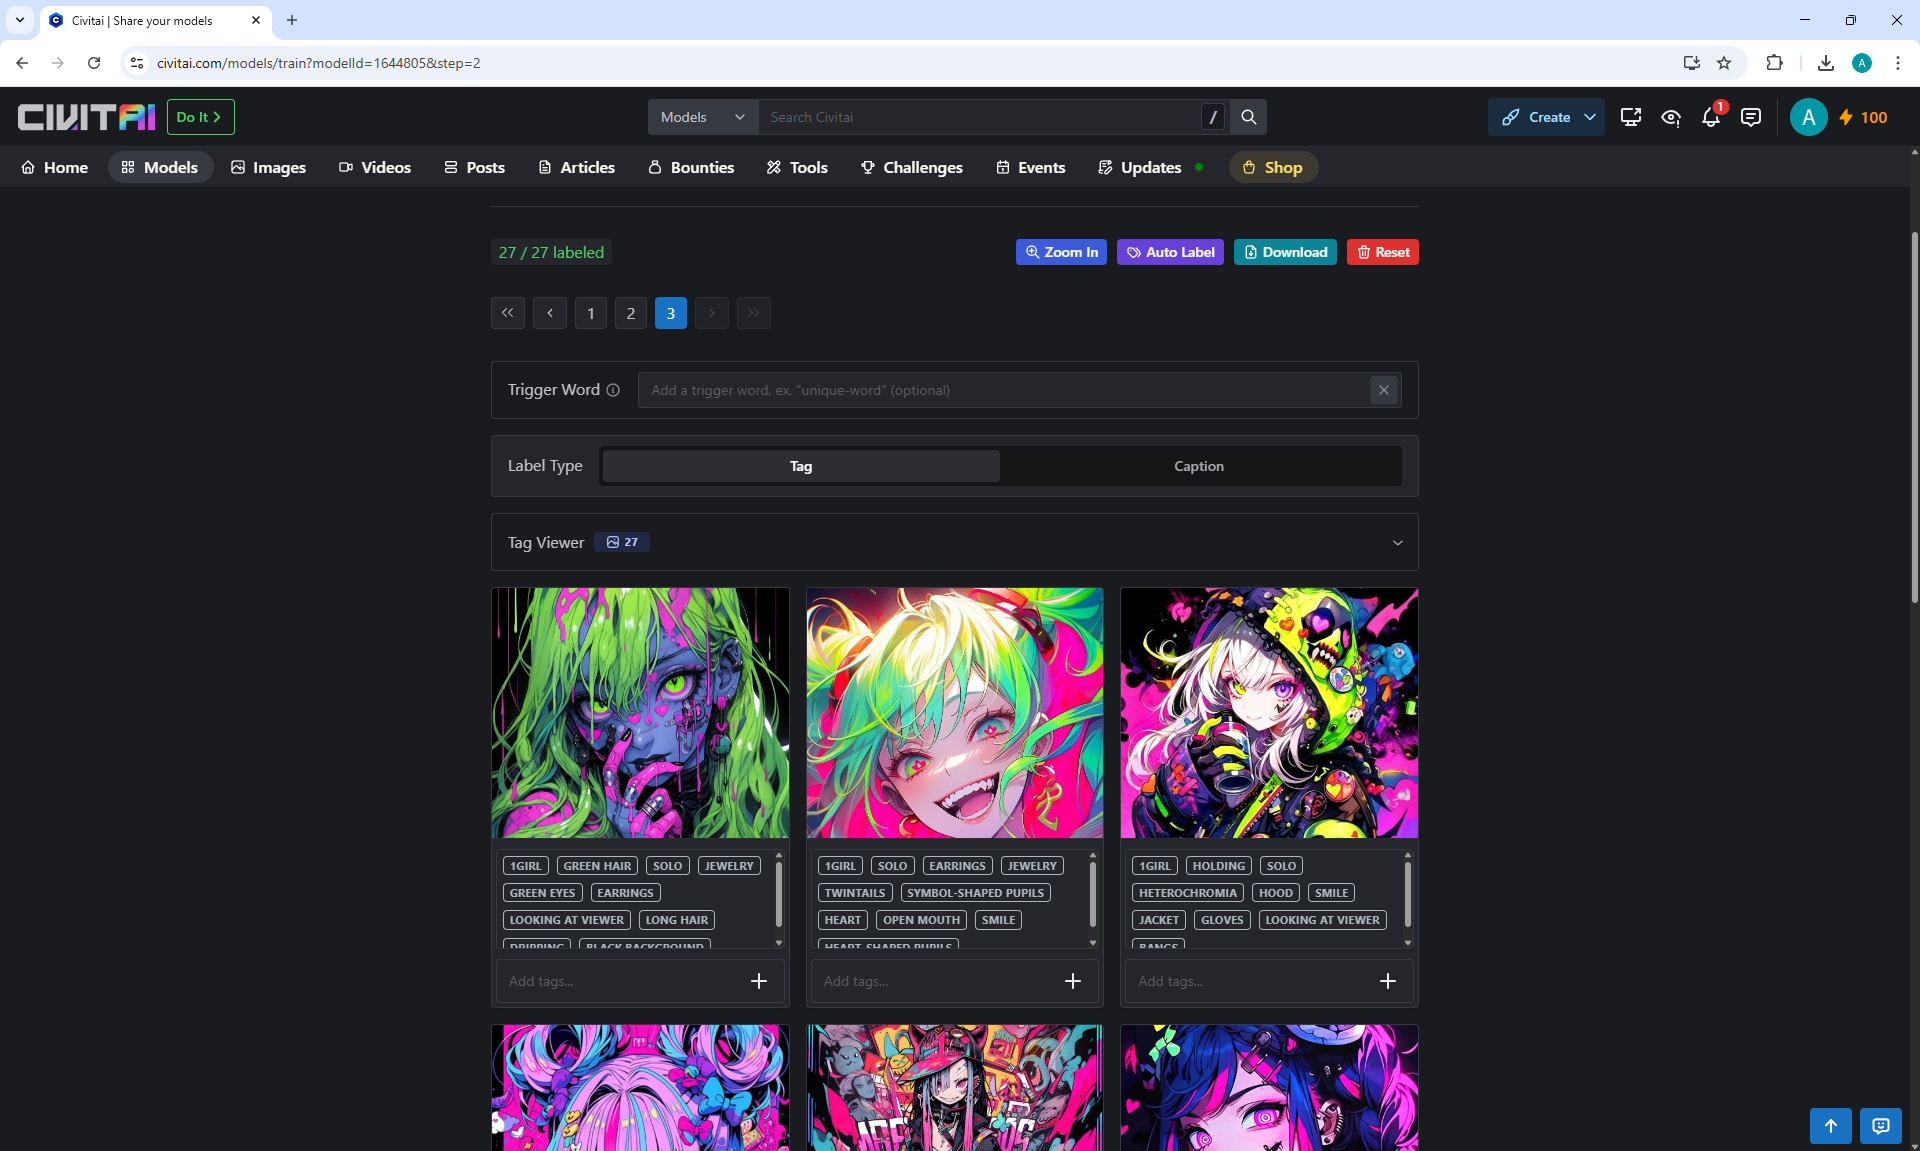 Civitai | Share your models
civitai.com/models/train?modelId=1644805&step=2
A
CIVITAI
Do It >
Models
Search Civitai
/
Create
1
A
100
Home
Models
Images
Videos
Posts
Articles
Bounties
Tools
Challenges
Events
Updates
Shop
27 / 27 labeled
Zoom In
Auto Label
Download
Reset
1
2
3
Trigger Word
Add a trigger word, ex. "unique-word" (optional)
Label Type
Tag
Caption
Tag Viewer
27
1GIRL GREEN HAIR SOLO JEWELRY
GREEN EYES EARRINGS
LOOKING AT VIEWER LONG HAIR
DRIPPING BLACK BACKGROUND
Add tags...
1GIRL SOLO EARRINGS JEWELRY
TWINTAILS SYMBOL-SHAPED PUPILS
HEART OPEN MOUTH SMILE
HEART-SHAPED PUPILS
Add tags...
1GIRL HOLDING SOLO
HETEROCHROMIA HOOD SMILE
JACKET GLOVES LOOKING AT VIEWER
BANGS
Add tags...